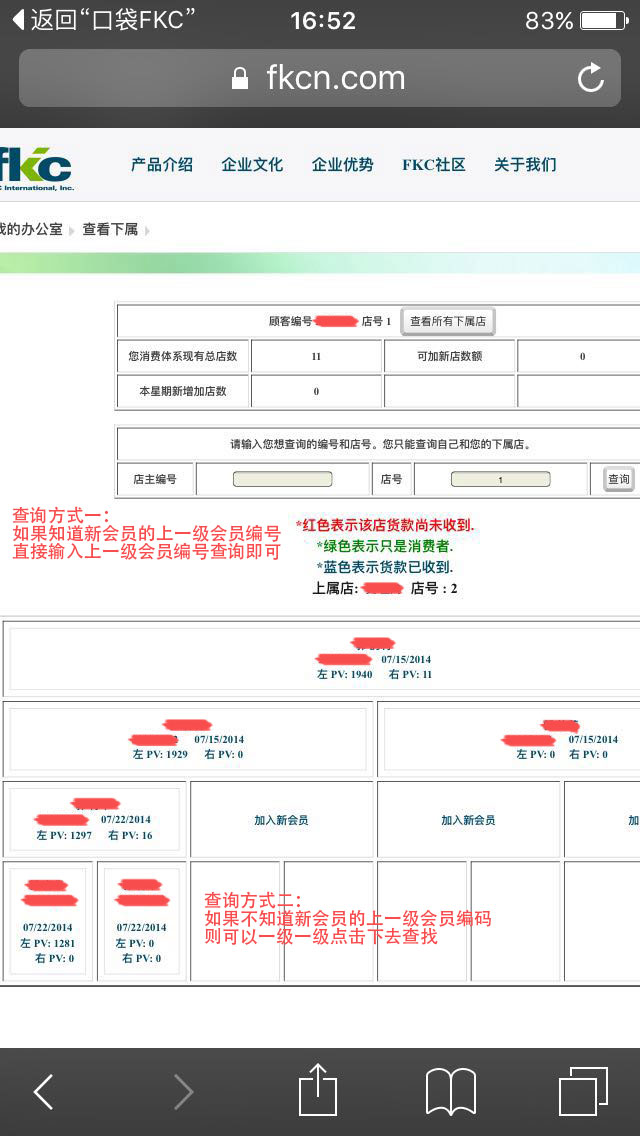 返回“口袋FKC”
16:52
83%
fkcn.com
fkc
International, Inc.
产品介绍 企业文化 企业优势 FKC社区 关于我们
我的办公室 查看下属
顾客编号 店号 1 查看所有下属店
您消费体系现有总店数 11 可加新店数额 0
本星期新增加店数 0
请输入您想查询的编号和店号。您只能查询自己和您的下属店。
店主编号 店号 1 查询
查询方式一：
如果知道新会员的上一级会员编号
直接输入上一级会员编号查询即可
*红色表示该店货款尚未收到.
*绿色表示只是消费者.
*蓝色表示货款已收到.
上属店: 店号 : 2
07/15/2014
左 PV: 1940 右 PV: 11
07/15/2014
左 PV: 1929 右 PV: 0
07/15/2014
左 PV: 0 右 PV: 0
07/22/2014
左 PV: 1297 右 PV: 16
加入新会员
加入新会员
加
07/22/2014
左 PV: 1281
右 PV: 0
07/22/2014
左 PV: 0
右 PV: 0
查询方式二：
如果不知道新会员的上一级会员编码
则可以一级一级点击下去查找